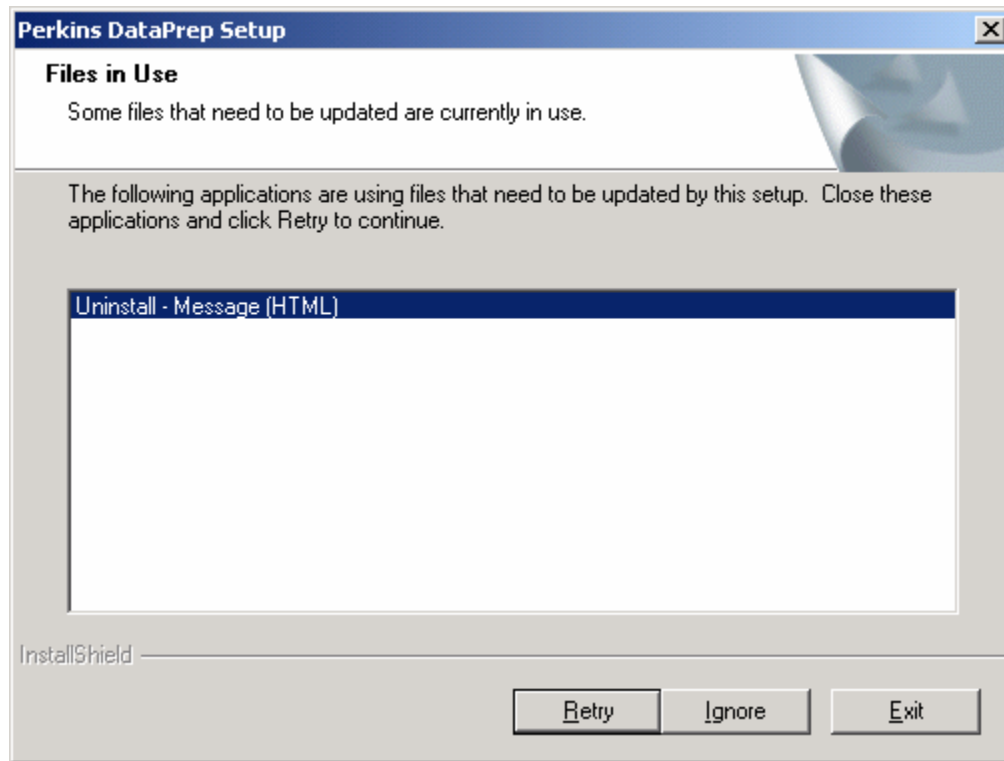 Perkins DataPrep Setup
Files in Use
Some files that need to be updated are currently in use.
The following applications are using files that need to be updated by this setup.  Close these
applications and click Retry to continue.
Uninstall - Message (HTML)
InstallShield
Retry Ignore Exit